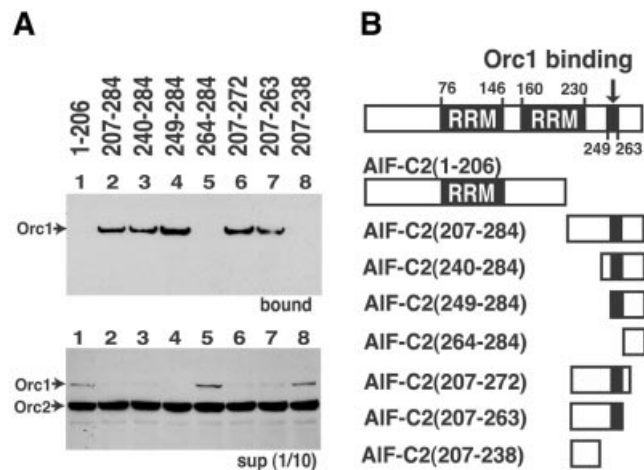 A
1-206
207-284
240-284
249-284
264-284
207-272
207-263
207-238
1 2 3 4 5 6 7 8
Orc1
bound
1 2 3 4 5 6 7 8
Orc1
Orc2
sup (1/10)
B
Orc1 binding
76 146 160 230
RRM RRM
249 263
AIF-C2(1-206)
RRM
AIF-C2(207-284)
AIF-C2(240-284)
AIF-C2(249-284)
AIF-C2(264-284)
AIF-C2(207-272)
AIF-C2(207-263)
AIF-C2(207-238)